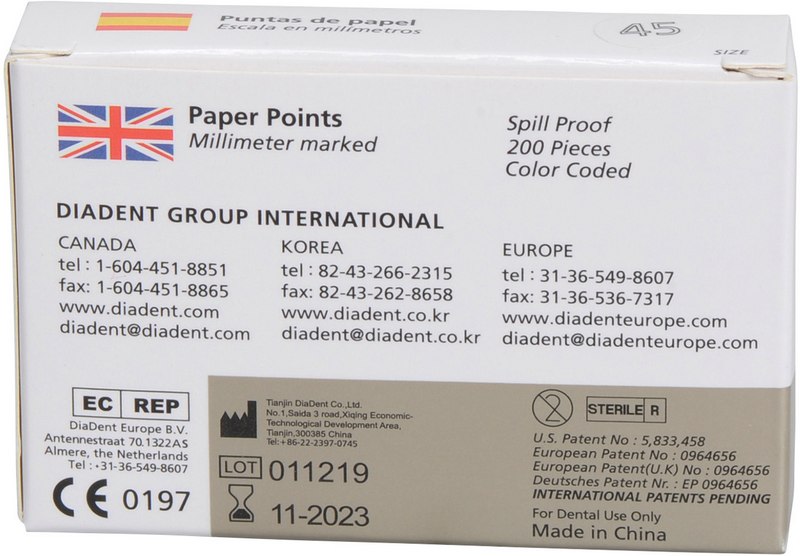 Puntas de papel
Escala en milímetros
45
SIZE
Paper Points
Millimeter marked
Spill Proof
200 Pieces
Color Coded
DIADENT GROUP INTERNATIONAL
CANADA
tel : 1-604-451-8851
fax: 1-604-451-8865
www.diadent.com
diadent@diadent.com
KOREA
tel : 82-43-266-2315
fax: 82-43-262-8658
www.diadent.co.kr
diadent@diadent.co.kr
EUROPE
tel : 31-36-549-8607
fax: 31-36-536-7317
www.diadenteurope.com
diadent@diadenteurope.com
EC REP
DiaDent Europe B.V.
Antennestraat 70.1322AS
Almere, the Netherlands
Tel : +31-36-549-8607
CE 0197
Tianjin DiaDent Co.,Ltd.
No.1,Saida 3 road,Xiqing Economic-
Technological Development Area,
Tianjin,300385 China
Tel:+86-22-2397-0745
LOT 011219
11-2023
2
STERILE R
U.S. Patent No : 5,833,458
European Patent No : 0964656
European Patent(U.K) No : 0964656
Deutsches Patent Nr. : EP 0964656
INTERNATIONAL PATENTS PENDING
For Dental Use Only
Made in China